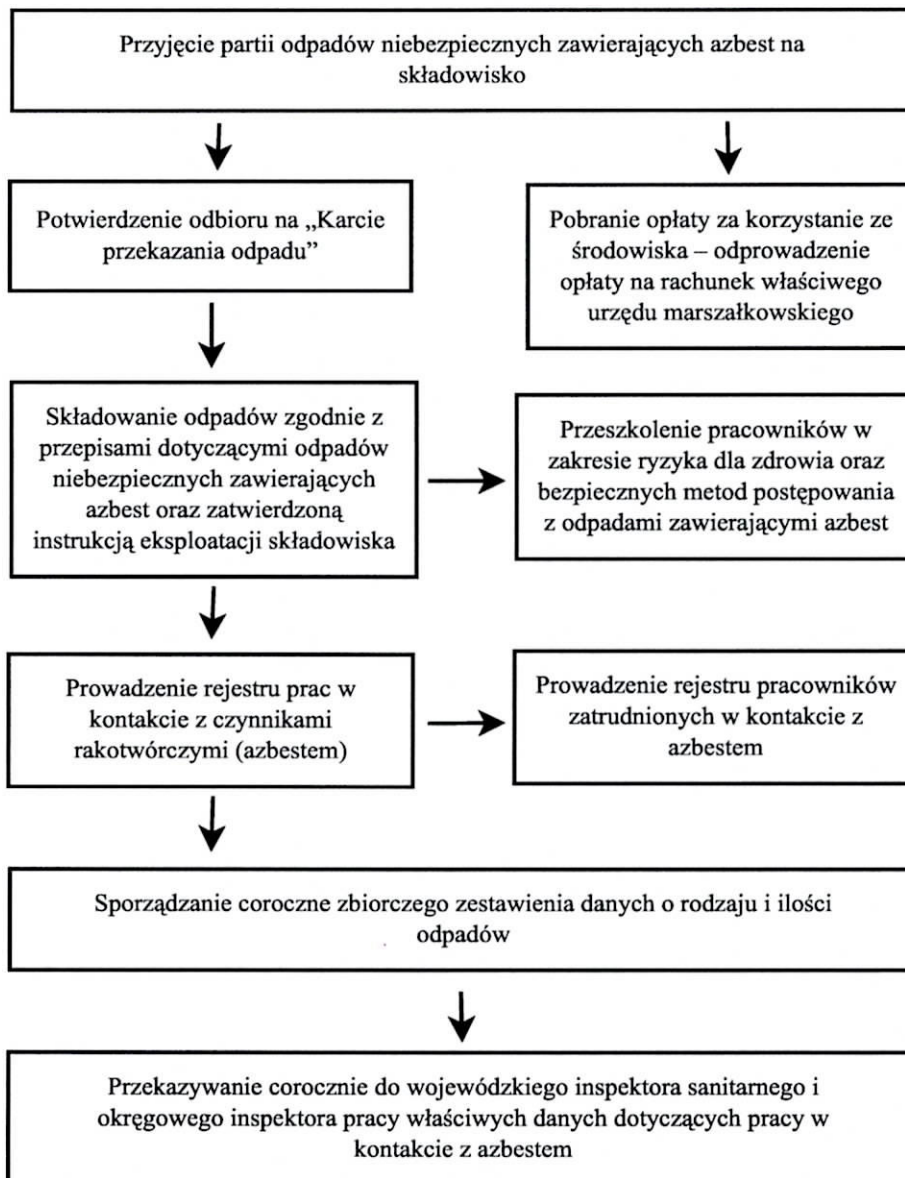 Przyjęcie partii odpadów niebezpiecznych zawierających azbest na
składowisko
Potwierdzenie odbioru na „Karcie
przekazania odpadu”
Pobranie opłaty za korzystanie ze
środowiska – odprowadzenie
opłaty na rachunek właściwego
urzędu marszałkowskiego
Składowanie odpadów zgodnie z
przepisami dotyczącymi odpadów
niebezpiecznych zawierających
azbest oraz zatwierdzoną
instrukcją eksploatacji składowiska
Przeszkolenie pracowników w
zakresie ryzyka dla zdrowia oraz
bezpiecznych metod postępowania
z odpadami zawierającymi azbest
Prowadzenie rejestru prac w
kontakcie z czynnikami
rakotwórczymi (azbestem)
Prowadzenie rejestru pracowników
zatrudnionych w kontakcie z
azbestem
Sporządzanie coroczne zbiorczego zestawienia danych o rodzaju i ilości
odpadów
Przekazywanie corocznie do wojewódzkiego inspektora sanitarnego i
okręgowego inspektora pracy właściwych danych dotyczących pracy w
kontakcie z azbestem